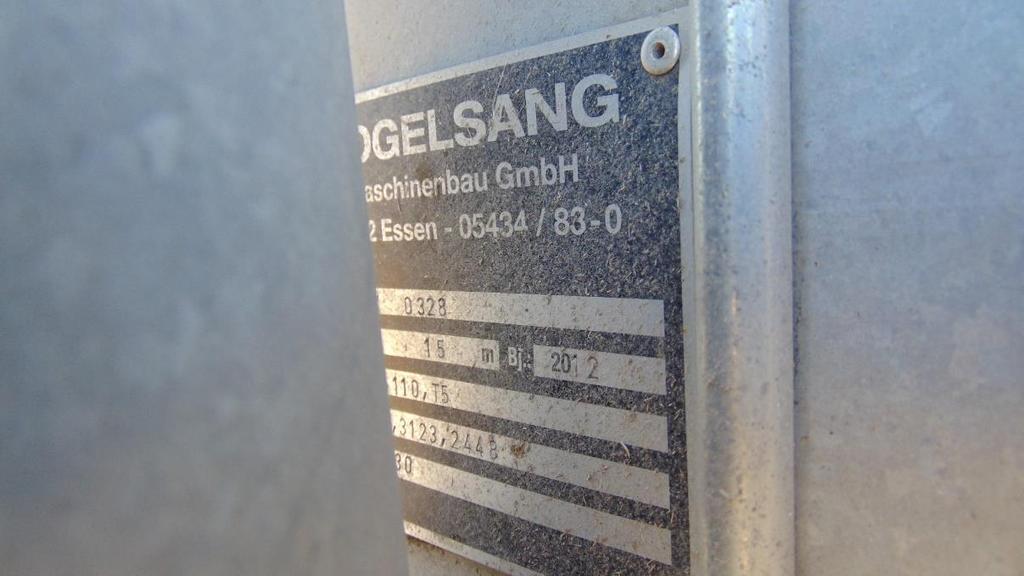 OGELSANG
aschinenbau GmbH
2 Essen - 05434 / 83-0
0328
15 m Bj. 2012
110,T5
,3123,2448
30